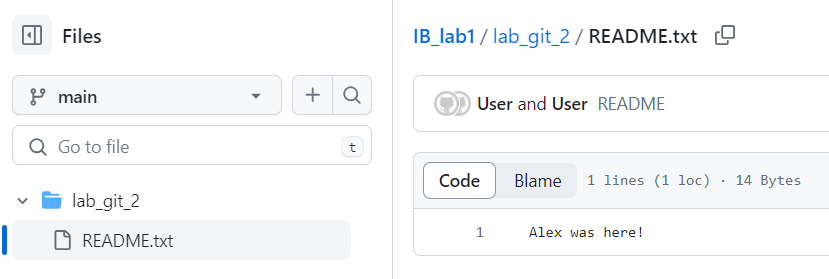 Files
main
Go to file t
lab_git_2
README.txt
IB_lab1 / lab_git_2 / README.txt
User and User README
Code Blame 1 lines (1 loc) · 14 Bytes
1 Alex was here!